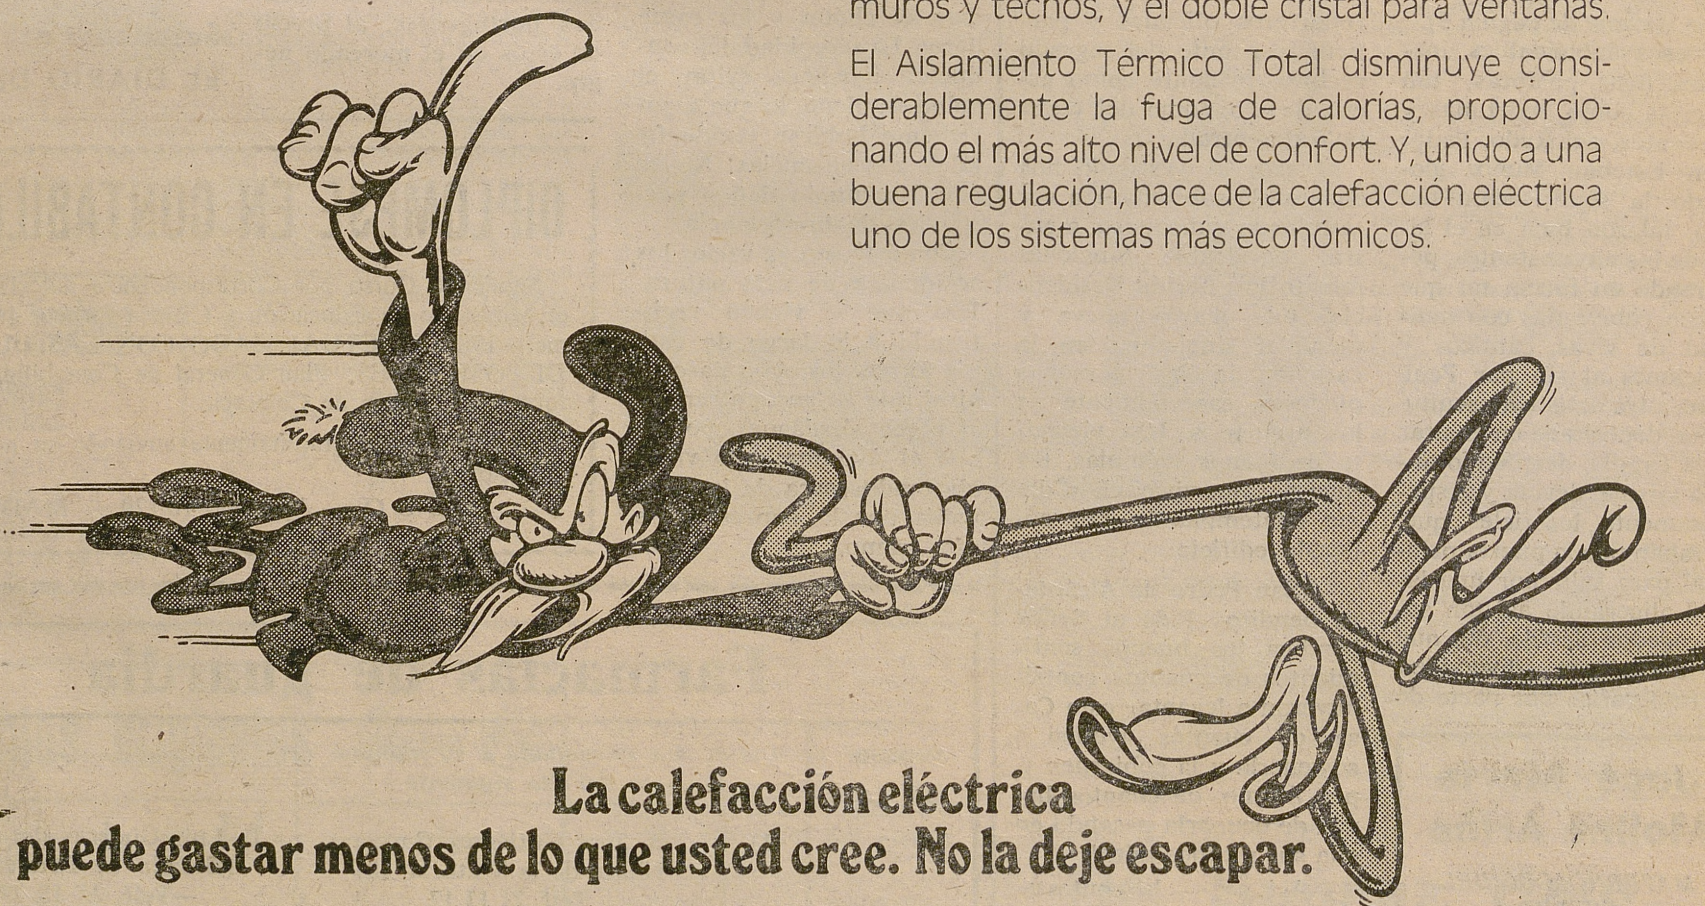 muros y techos, y el doble cristal para ventanas.
El Aislamiento Térmico Total disminuye consi-
derablemente la fuga de calorías, proporcio-
nando el más alto nivel de confort. Y, unido a una
buena regulación, hace de la calefacción eléctrica
uno de los sistemas más económicos.
La calefacción eléctrica
puede gastar menos de lo que usted cree. No la deje escapar.